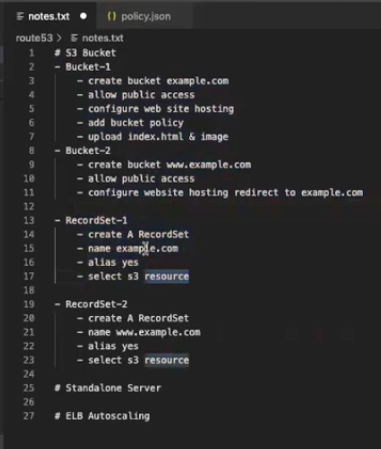 notes.txt ● {} policy.json
route53 > notes.txt
1 # S3 Bucket
2 - Bucket-1
3 - create bucket example.com
4 - allow public access
5 - configure web site hosting
6 - add bucket policy
7 - upload index.html & image
8 - Bucket-2
9 - create bucket www.example.com
10 - allow public access
11 - configure website hosting redirect to example.com
12
13 - RecordSet-1
14 - create A RecordSet
15 - name example.com
16 - alias yes
17 - select s3 resource
18
19 - RecordSet-2
20 - create A RecordSet
21 - name www.example.com
22 - alias yes
23 - select s3 resource
24
25 # Standalone Server
26
27 # ELB Autoscaling